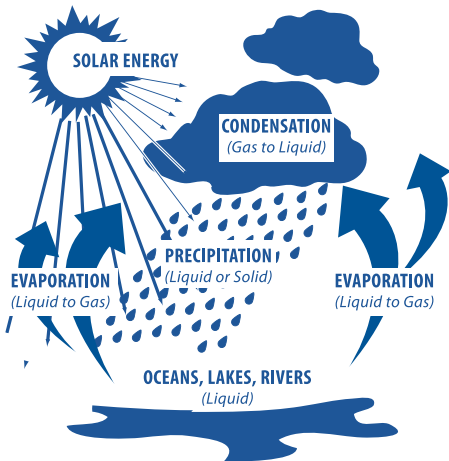 SOLAR ENERGY
CONDENSATION
(Gas to Liquid)
PRECIPITATION
(Liquid or Solid)
EVAPORATION
(Liquid to Gas)
EVAPORATION
(Liquid to Gas)
OCEANS, LAKES, RIVERS
(Liquid)